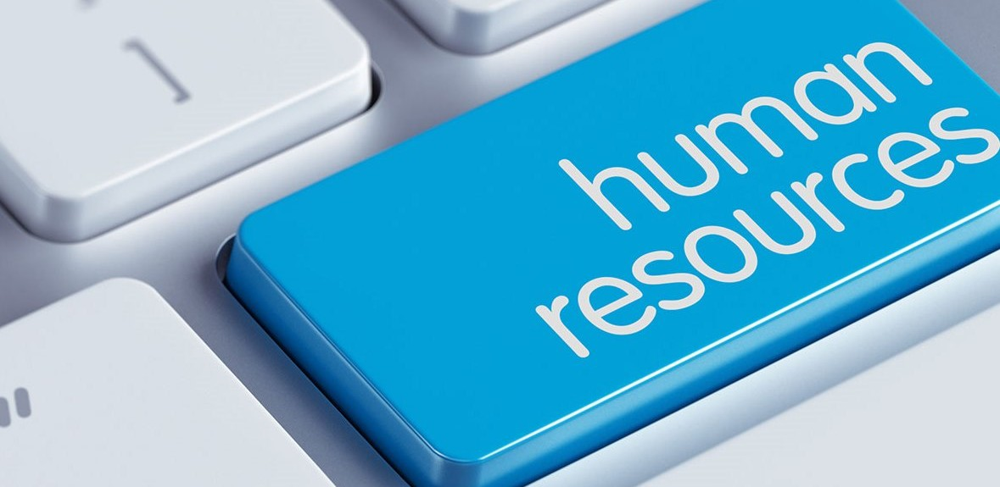 ]
human
resources
"